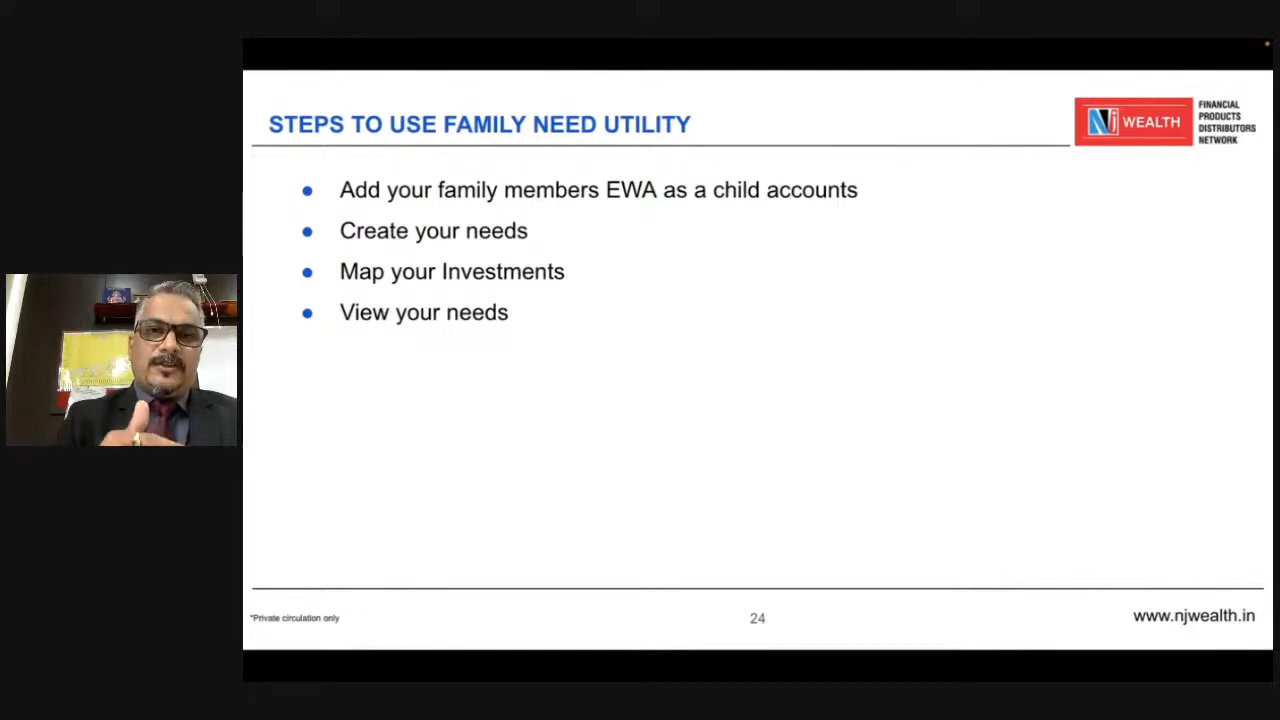 STEPS TO USE FAMILY NEED UTILITY
NJ WEALTH
FINANCIAL
PRODUCTS
DISTRIBUTORS
NETWORK
Add your family members EWA as a child accounts
Create your needs
Map your Investments
View your needs
*Private circulation only
24
www.njwealth.in